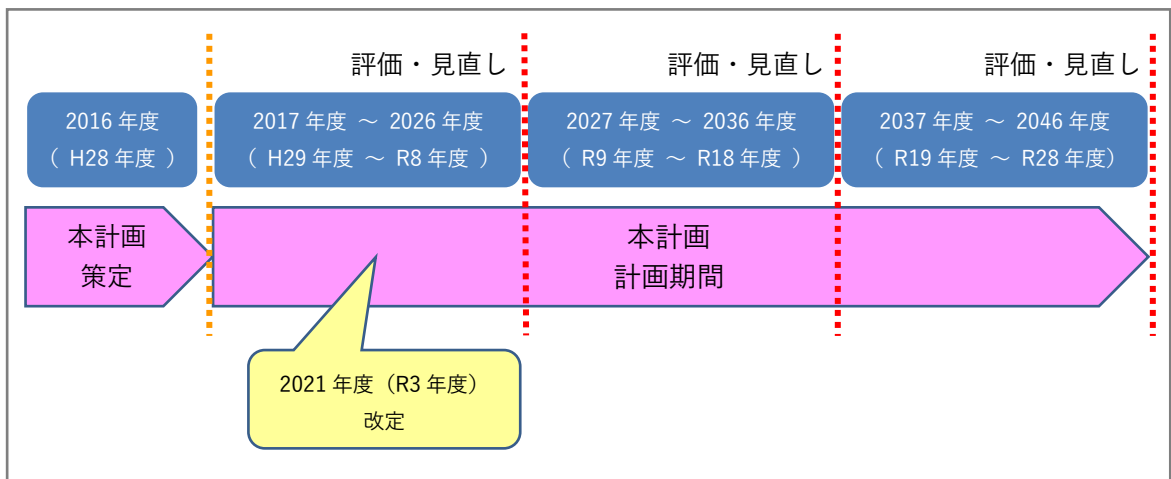 評価・見直し
評価・見直し
評価・見直し
2016 年度
（ H28 年度 ）
2017 年度 ～ 2026 年度
（ H29 年度 ～ R8 年度 ）
2027 年度 ～ 2036 年度
（ R9 年度 ～ R18 年度 ）
2037 年度 ～ 2046 年度
（ R19 年度 ～ R28 年度）
本計画
策定
本計画
計画期間
2021 年度（R3 年度）
改定